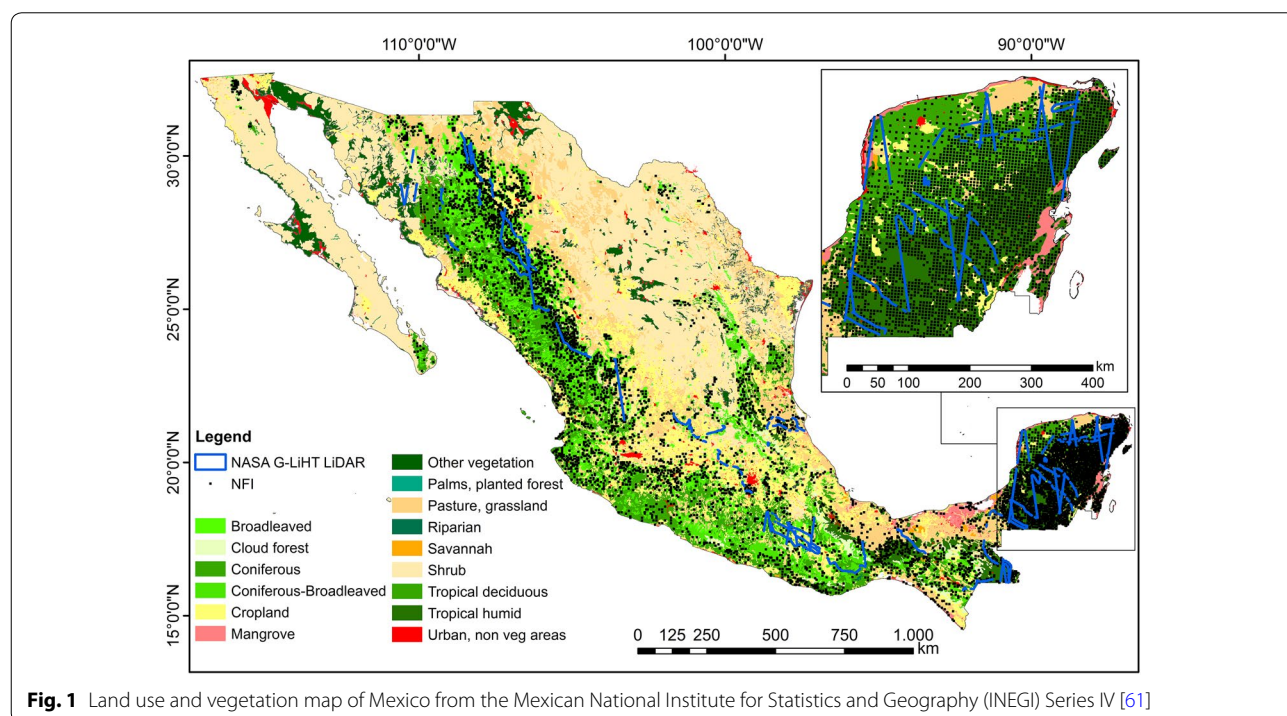 110°0'0"W 100°0'0"W 90°0'0"W
30°0'0"N
25°0'0"N
20°0'0"N
15°0'0"N
km
0 50 100 200 300 400
Legend
NASA G-LiHT LiDAR
NFI
Broadleaved
Cloud forest
Coniferous
Coniferous-Broadleaved
Cropland
Mangrove
Other vegetation
Palms, planted forest
Pasture, grassland
Riparian
Savannah
Shrub
Tropical deciduous
Tropical humid
Urban, non veg areas
0 125 250 500 750 1.000
km
Fig. 1 Land use and vegetation map of Mexico from the Mexican National Institute for Statistics and Geography (INEGI) Series IV [61]